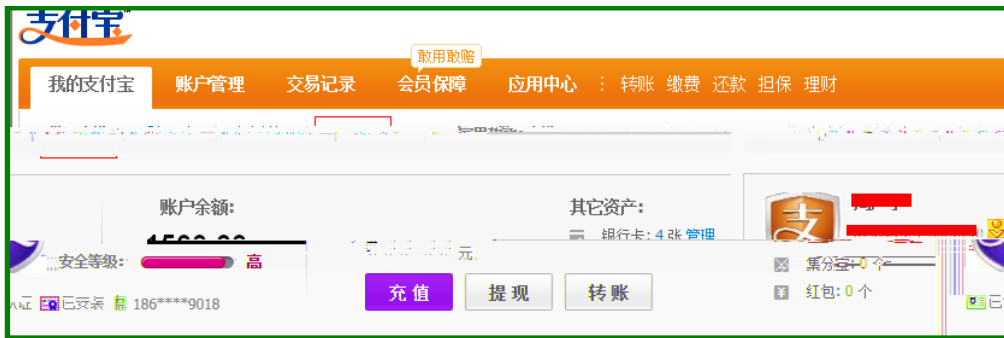 支付宝
敢用敢赔
我的支付宝 账户管理 交易记录 会员保障 应用中心 转账 缴费 还款 担保 理财
账户余额: 其它资产:
银行卡: 4 张 管理
安全等级: 高 元 集分宝: 0 个
充值 提现 转账 红包: 0 个
已安装 186****9018